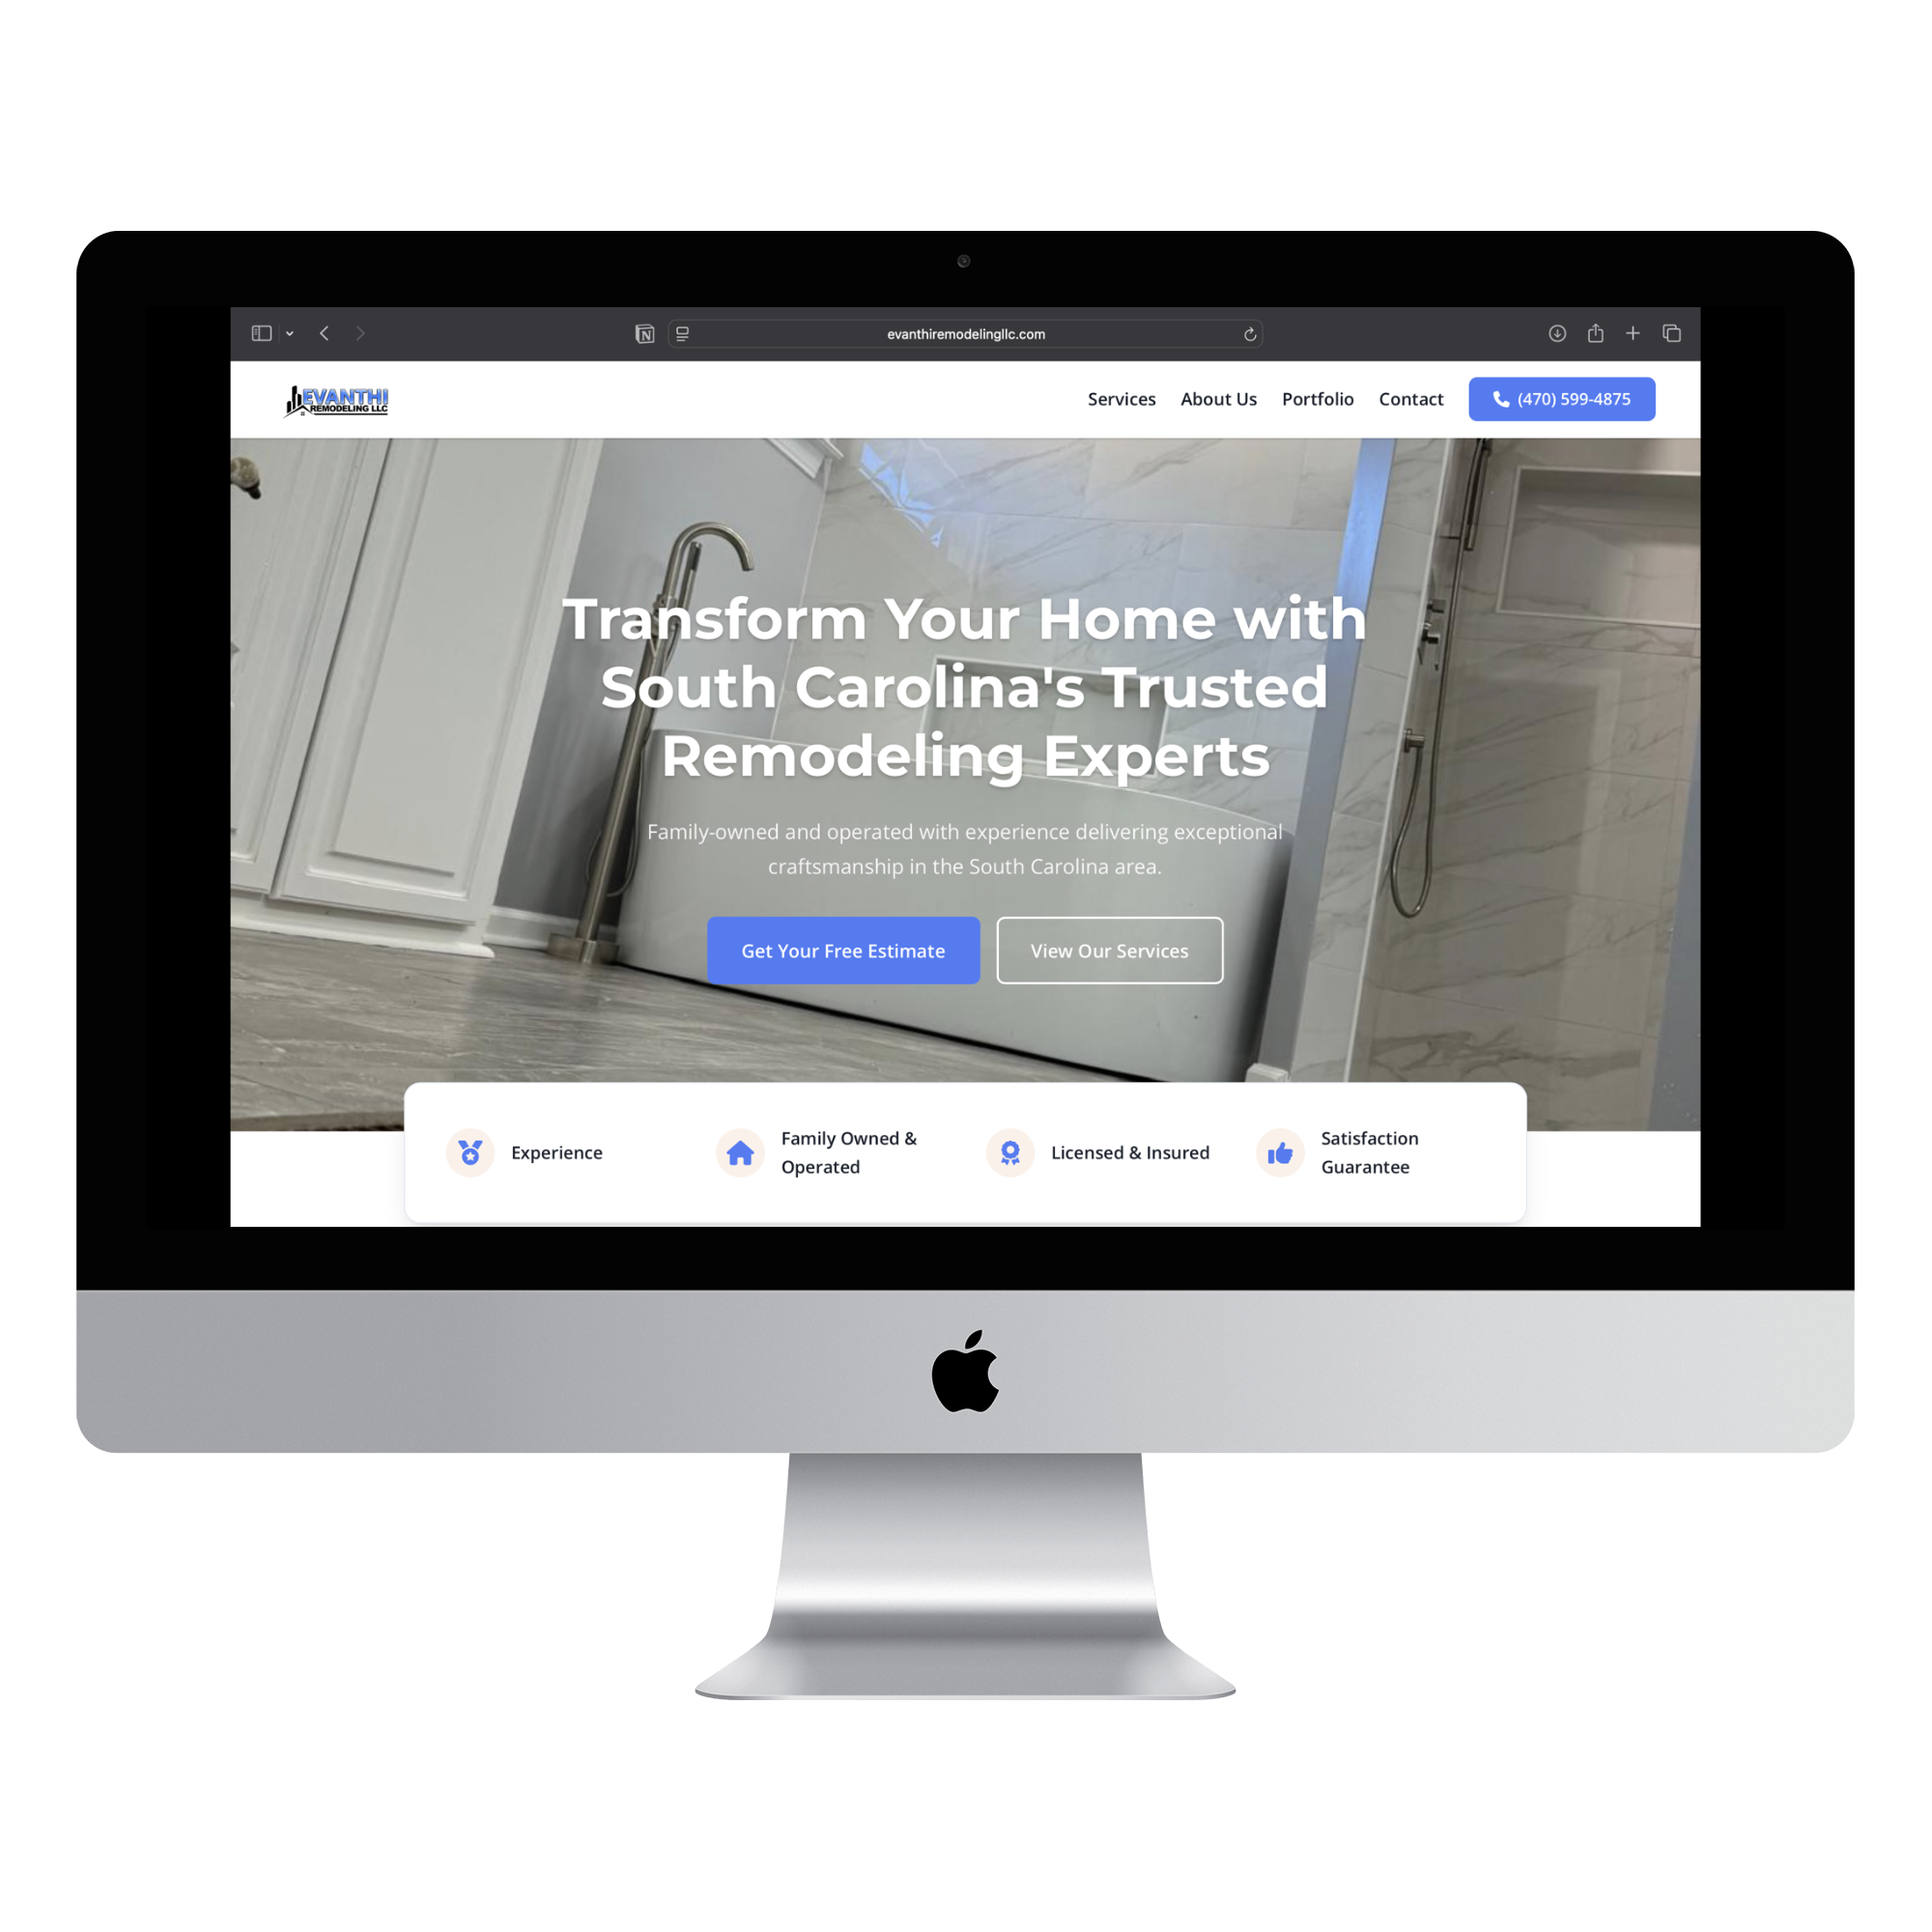 evanthiremodelingllc.com
EVANTHI
REMODELING LLC
Services About Us Portfolio Contact (470) 599-4875
Transform Your Home with
South Carolina's Trusted
Remodeling Experts
Family-owned and operated with experience delivering exceptional
craftsmanship in the South Carolina area.
Get Your Free Estimate View Our Services
Experience
Family Owned &
Operated
Licensed & Insured
Satisfaction
Guarantee